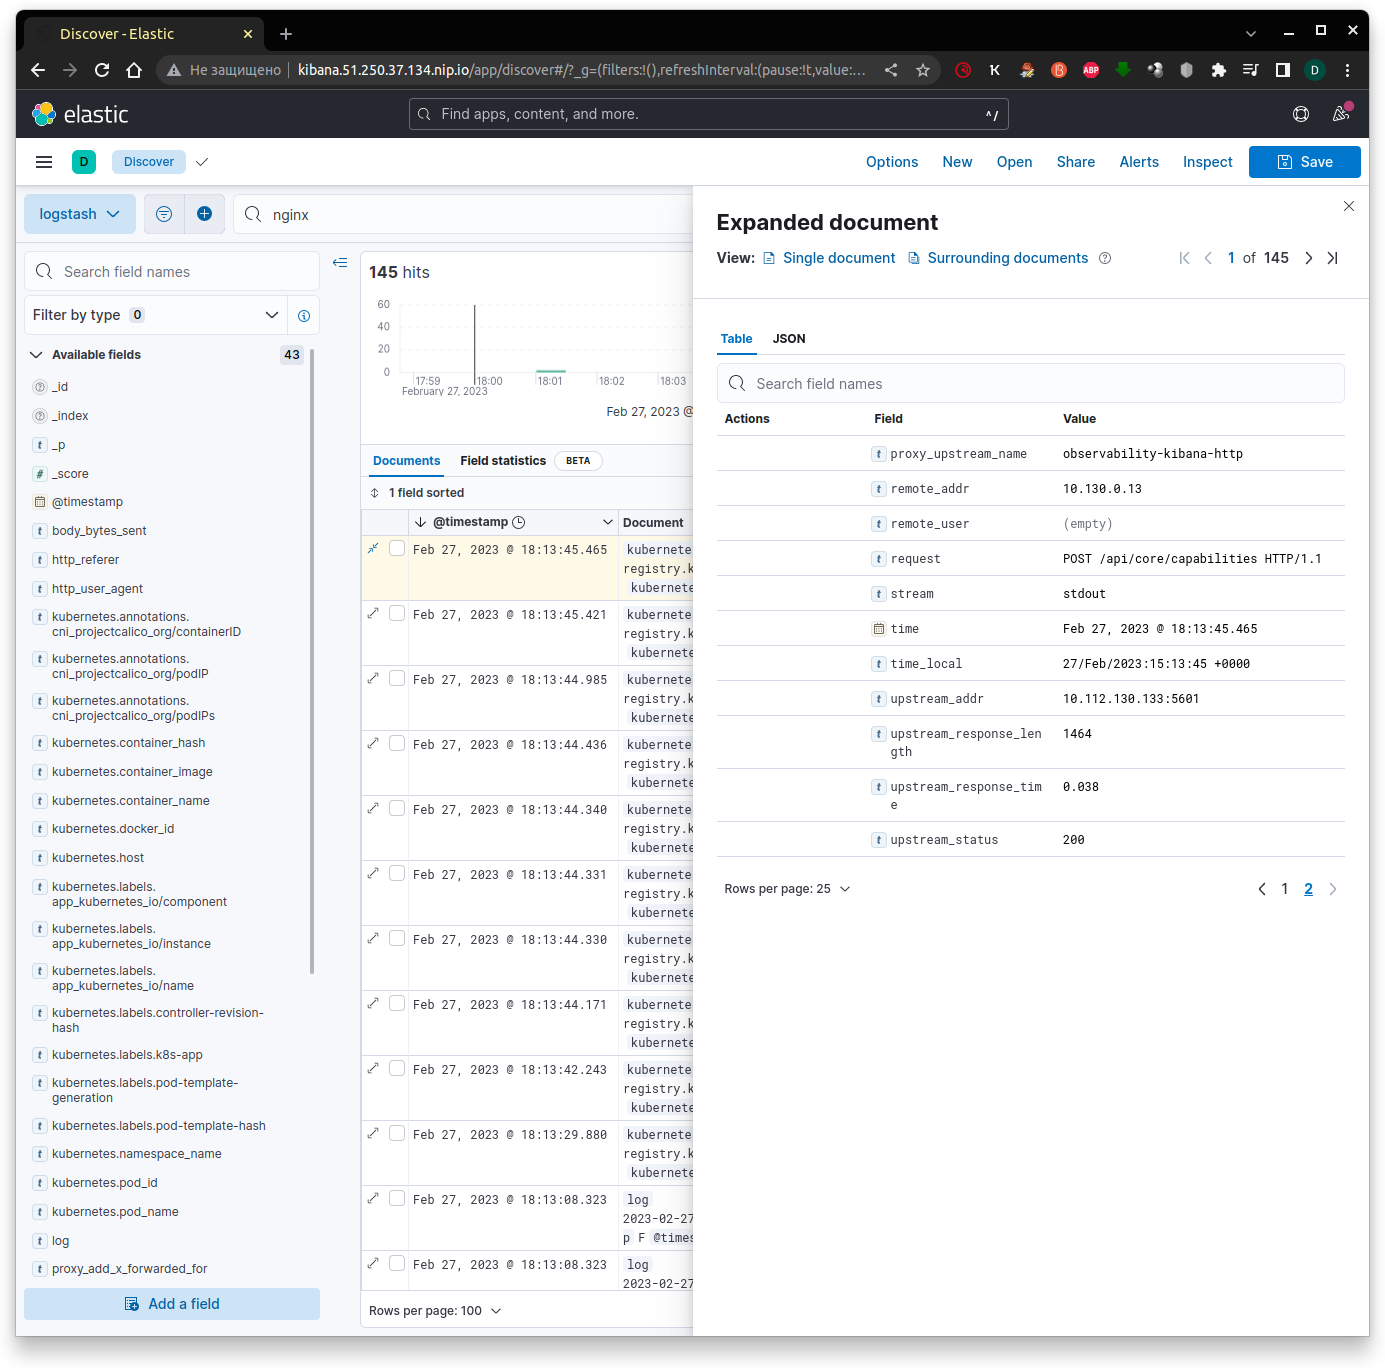 Discover - Elastic
Не защищено
kibana.51.250.37.134.nip.io/app/discover#/?_g=(filters:!(),refreshInterval:(pause:!t,value:...
K
ABP
D
elastic
Find apps, content, and more.
^/
D
Discover
Options
New
Open
Share
Alerts
Inspect
Save
logstash
nginx
Search field names
Filter by type 0
Available fields
43
_id
_index
_p
_score
@timestamp
body_bytes_sent
http_referer
http_user_agent
kubernetes.annotations.
cni_projectcalico_org/containerID
kubernetes.annotations.
cni_projectcalico_org/podIP
kubernetes.annotations.
cni_projectcalico_org/podIPs
kubernetes.container_hash
kubernetes.container_image
kubernetes.container_name
kubernetes.docker_id
kubernetes.host
kubernetes.labels.
app_kubernetes_io/component
kubernetes.labels.
app_kubernetes_io/instance
kubernetes.labels.
app_kubernetes_io/name
kubernetes.labels.controller-revision-
hash
kubernetes.labels.k8s-app
kubernetes.labels.pod-template-
generation
kubernetes.labels.pod-template-hash
kubernetes.namespace_name
kubernetes.pod_id
kubernetes.pod_name
log
proxy_add_x_forwarded_for
Add a field
145 hits
60
40
20
0
17:59
18:00
18:01
18:02
18:03
February 27, 2023
Feb 27, 2023 @
Documents
Field statistics
BETA
1 field sorted
@timestamp
Document
Feb 27, 2023 @ 18:13:45.465
kubernete
registry.k
kubernete
Feb 27, 2023 @ 18:13:45.421
kubernete
registry.k
kubernete
Feb 27, 2023 @ 18:13:44.985
kubernete
registry.k
kubernete
Feb 27, 2023 @ 18:13:44.436
kubernete
registry.k
kubernete
Feb 27, 2023 @ 18:13:44.340
kubernete
registry.k
kubernete
Feb 27, 2023 @ 18:13:44.331
kubernete
registry.k
kubernete
Feb 27, 2023 @ 18:13:44.330
kubernete
registry.k
kubernete
Feb 27, 2023 @ 18:13:44.171
kubernete
registry.k
kubernete
Feb 27, 2023 @ 18:13:42.243
kubernete
registry.k
kubernete
Feb 27, 2023 @ 18:13:29.880
kubernete
registry.k
kubernete
Feb 27, 2023 @ 18:13:08.323
log
2023-02-27
p F @times
Feb 27, 2023 @ 18:13:08.323
log
2023-02-27
Rows per page: 100
Expanded document
View:
Single document
Surrounding documents
1 of 145
Table
JSON
Search field names
Actions
Field
Value
proxy_upstream_name
observability-kibana-http
remote_addr
10.130.0.13
remote_user
(empty)
request
POST /api/core/capabilities HTTP/1.1
stream
stdout
time
Feb 27, 2023 @ 18:13:45.465
time_local
27/Feb/2023:15:13:45 +0000
upstream_addr
10.112.130.133:5601
upstream_response_len
gth
1464
upstream_response_tim
e
0.038
upstream_status
200
Rows per page: 25
1
2